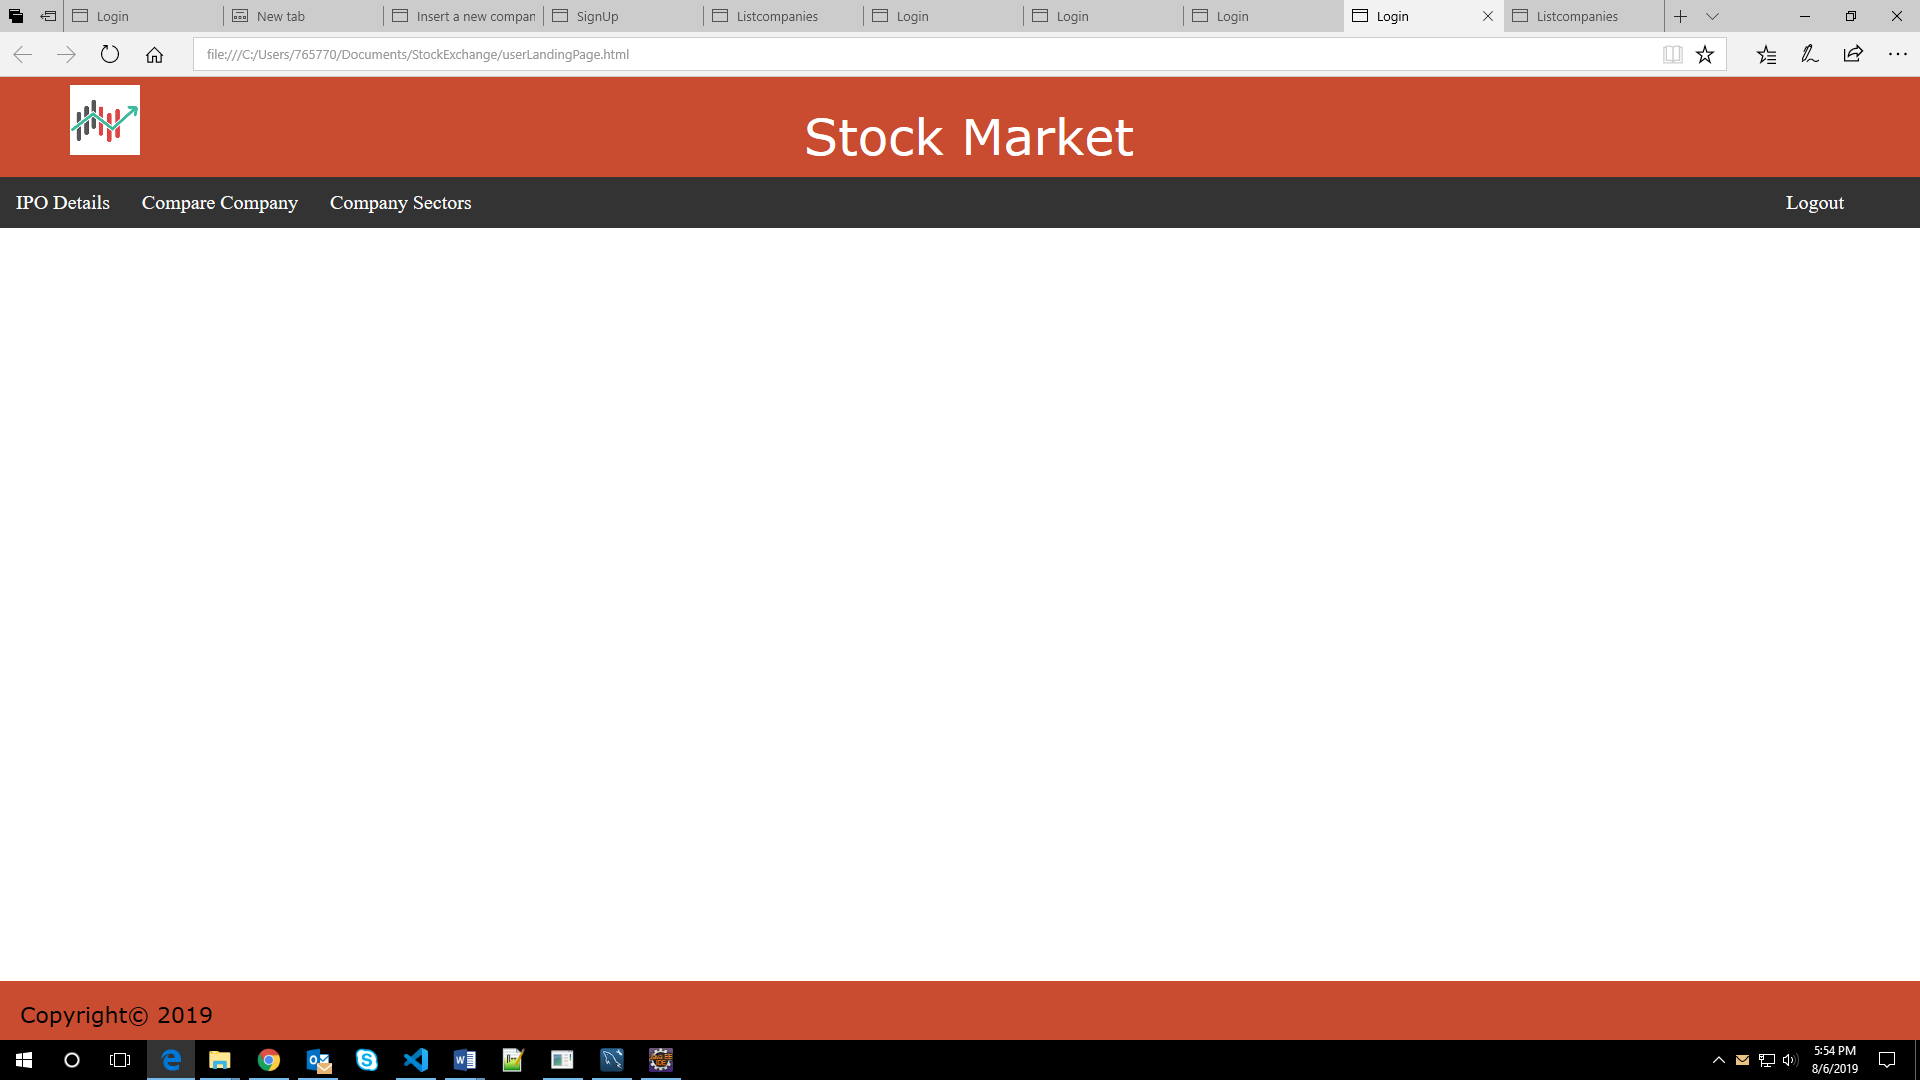 Login
New tab
Insert a new compan
SignUp
Listcompanies
Login
Login
Login
Login
Listcompanies
file:///C:/Users/765770/Documents/StockExchange/userLandingPage.html
Stock Market
IPO Details
Compare Company
Company Sectors
Logout
Copyright© 2019
5:54 PM
8/6/2019